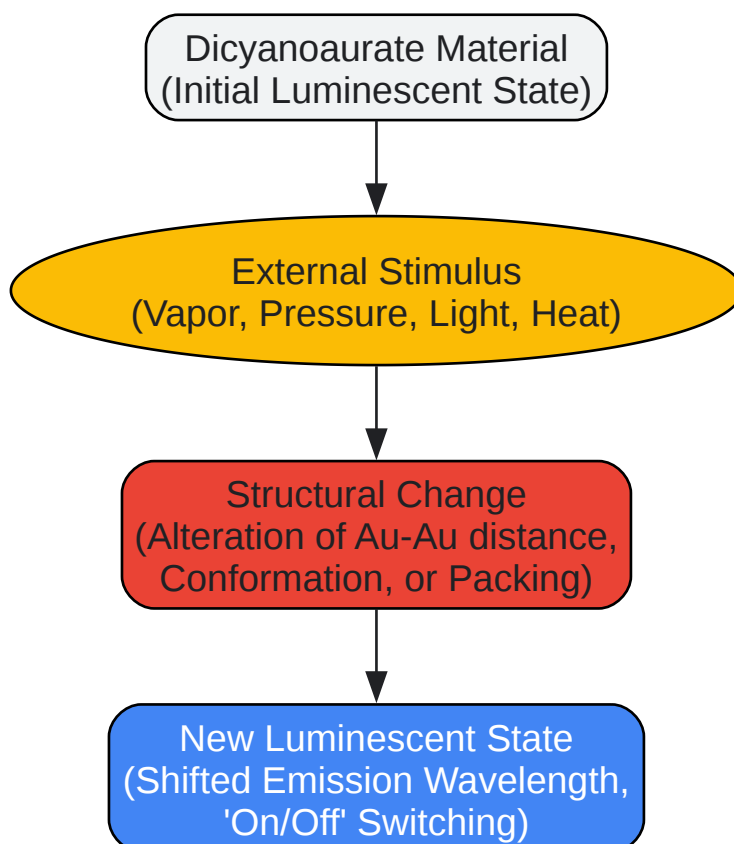 Dicyanoaurate Material
(Initial Luminescent State)
External Stimulus
(Vapor, Pressure, Light, Heat)
Structural Change
(Alteration of Au-Au distance,
Conformation, or Packing)
New Luminescent State
(Shifted Emission Wavelength,
'On/Off' Switching)